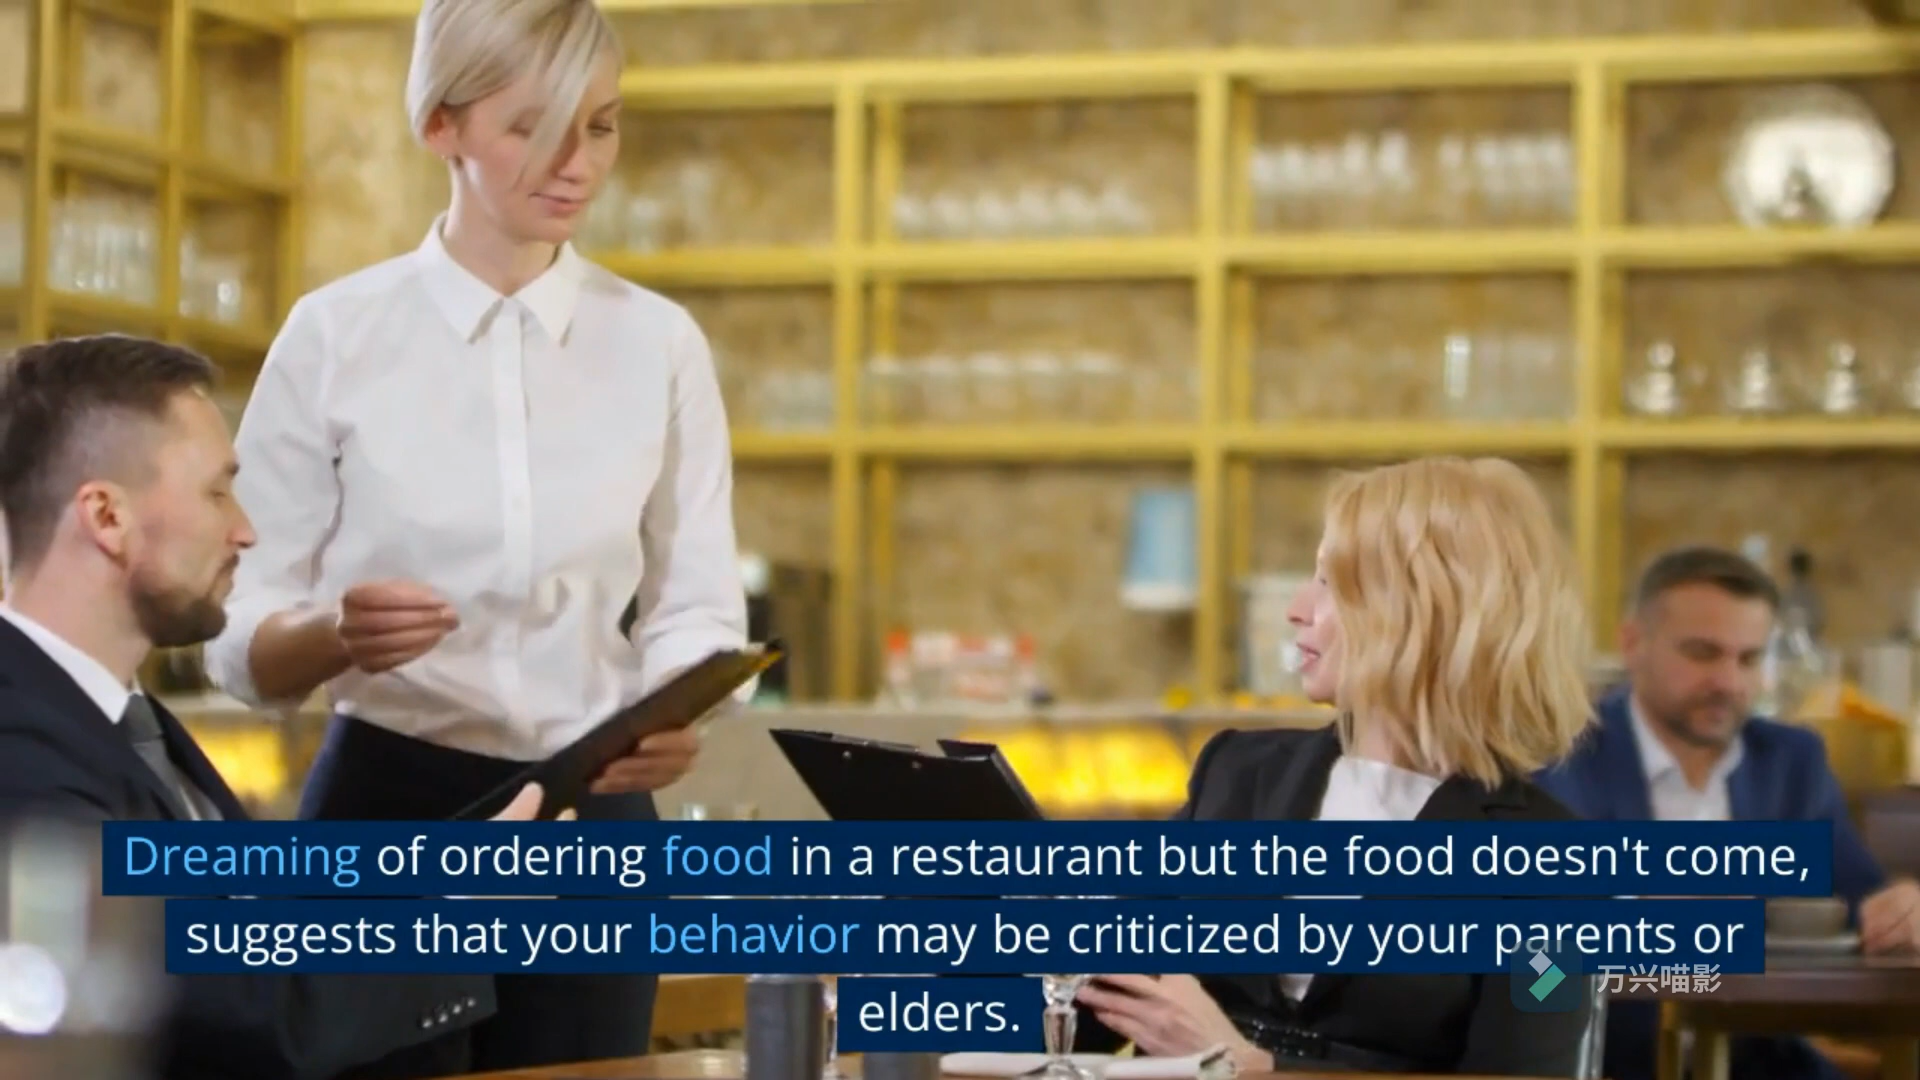 Dreaming of ordering food in a restaurant but the food doesn't come,
suggests that your behavior may be criticized by your parents or
elders.
万兴喵影